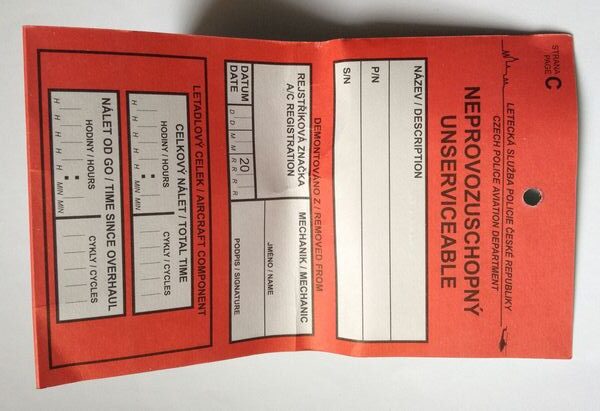 STRANA
PAGE C
LETECKÁ SLUŽBA POLICIE ČESKÉ REPUBLIKY
CZECH POLICE AVIATION DEPARTMENT
NEPROVOZUSCHOPNÝ
UNSERVICEABLE
NÁZEV / DESCRIPTION
P/N
S/N
DEMONTOVÁNO Z / REMOVED FROM
REJSTŘÍKOVÁ ZNAČKA
A/C REGISTRATION
MECHANIK / MECHANIC
JMÉNO / NAME
DATUM
DATE
20
D D M M R R R R
PODPIS / SIGNATURE
LETADLOVÝ CELEK / AIRCRAFT COMPONENT
CELKOVÝ NÁLET / TOTAL TIME
HODINY / HOURS
CYKLY / CYCLES
:
H H H H H MIN MIN
NÁLET OD GO / TIME SINCE OVERHAUL
HODINY / HOURS
CYKLY / CYCLES
:
H H H H H MIN MIN